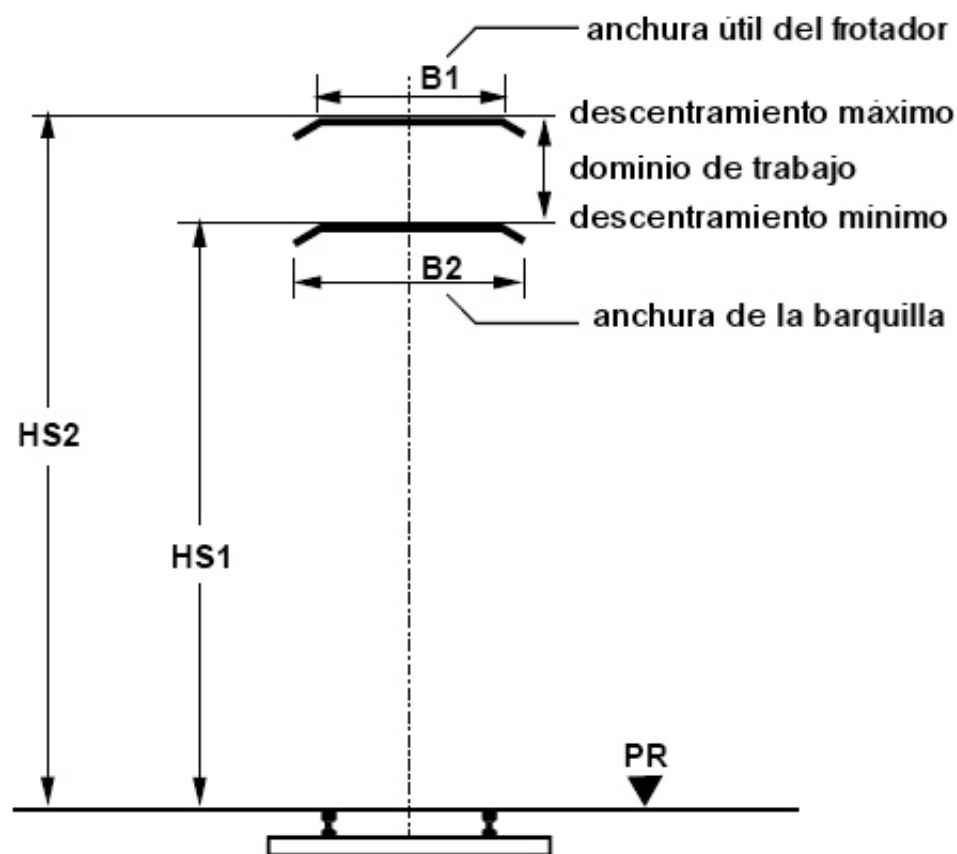 anchura útil del frotador
B1
descentramiento máximo
dominio de trabajo
descentramiento mínimo
B2
anchura de la barquilla
HS2
HS1
PR